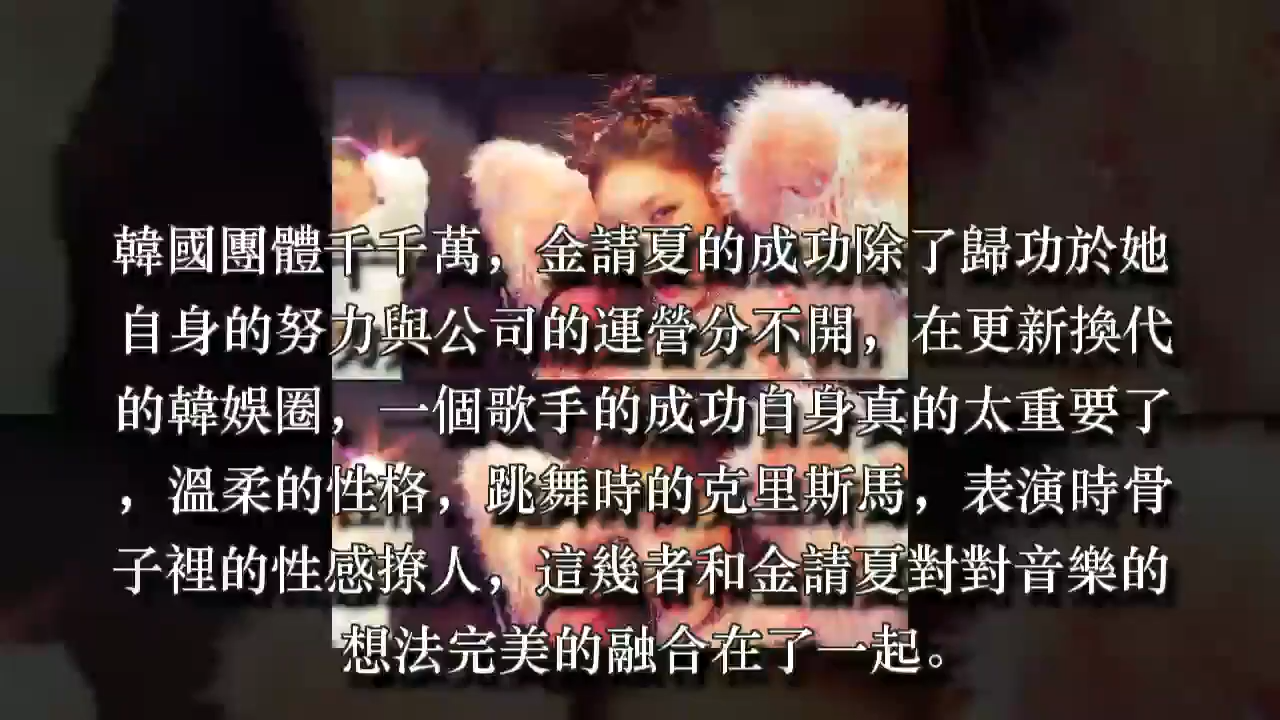 韓國團體千千萬，金請夏的成功除了歸功於她
自身的努力與公司的運營分不開，在更新換代
的韓娛圈，一個歌手的成功自身真的太重要了
，溫柔的性格，跳舞時的克里斯馬，表演時骨
子裡的性感撩人，這幾者和金請夏對對音樂的
想法完美的融合在了一起。